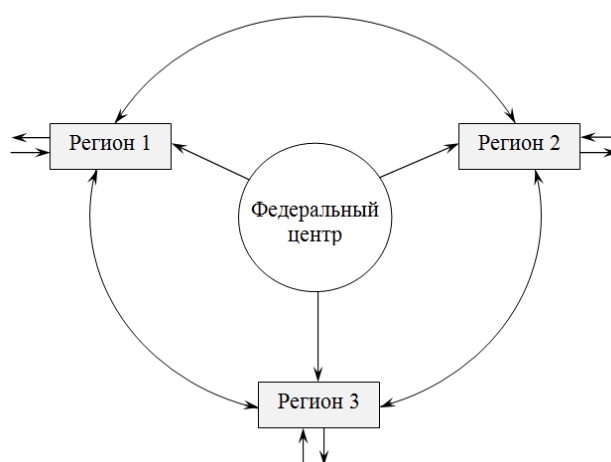 Регион 1
Регион 2
Федеральный
центр
Регион 3